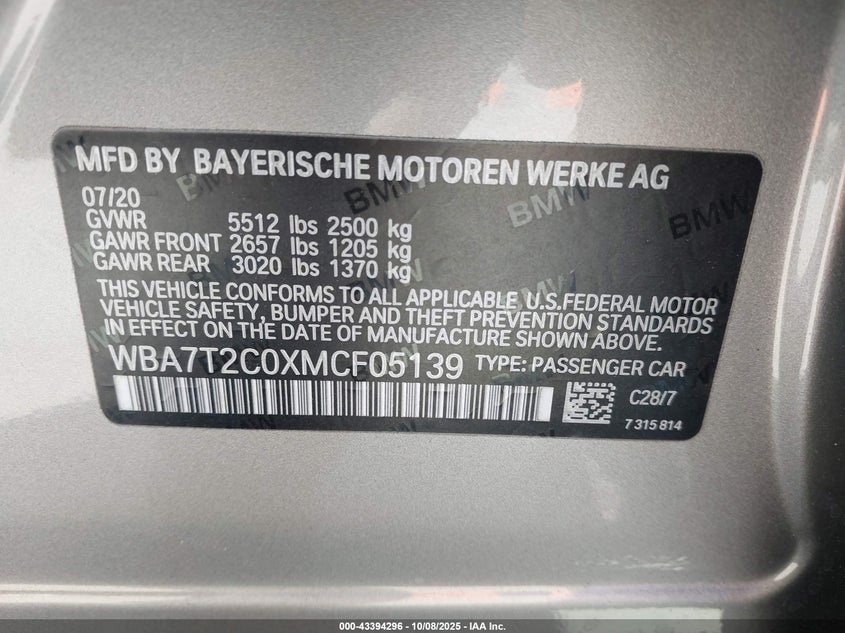 MFD BY BAYERISCHE MOTOREN WERKE AG
07/20
GVWR 5512 lbs 2500 kg
GAWR FRONT 2657 lbs 1205 kg
GAWR REAR 3020 lbs 1370 kg
THIS VEHICLE CONFORMS TO ALL APPLICABLE U.S.FEDERAL MOTOR
VEHICLE SAFETY, BUMPER AND THEFT PREVENTION STANDARDS
IN EFFECT ON THE DATE OF MANUFACTURE SHOWN ABOVE.
WBA7T2C0XMCF05139 TYPE: PASSENGER CAR
C28/7
7 315 814
BMW
BMW
BMW
000-43394296 - 10/08/2025 - IAA Inc.